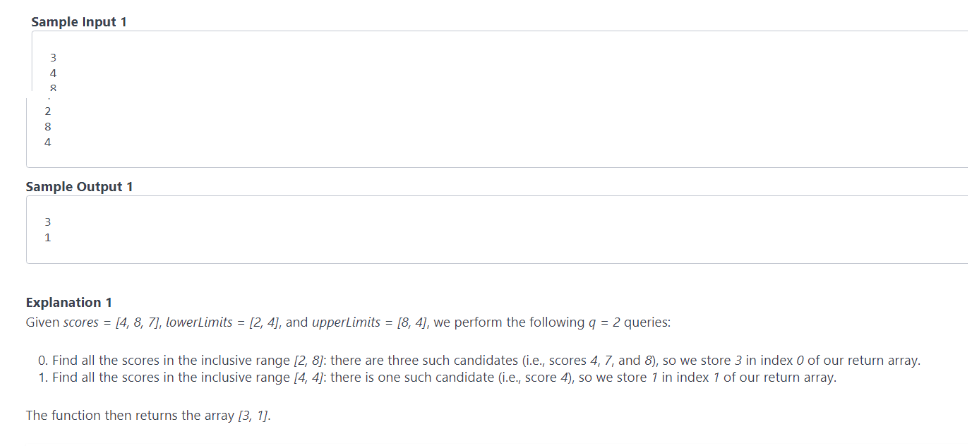 Sample Input 1
3
4
8
2
8
4
Sample Output 1
3
1
Explanation 1
Given scores = [4, 8, 7], lowerLimits = [2, 4], and upperLimits = [8, 4], we perform the following q = 2 queries:
0. Find all the scores in the inclusive range [2, 8]: there are three such candidates (i.e., scores 4, 7, and 8), so we store 3 in index 0 of our return array.
1. Find all the scores in the inclusive range [4, 4]: there is one such candidate (i.e., score 4), so we store 1 in index 1 of our return array.
The function then returns the array [3, 1].